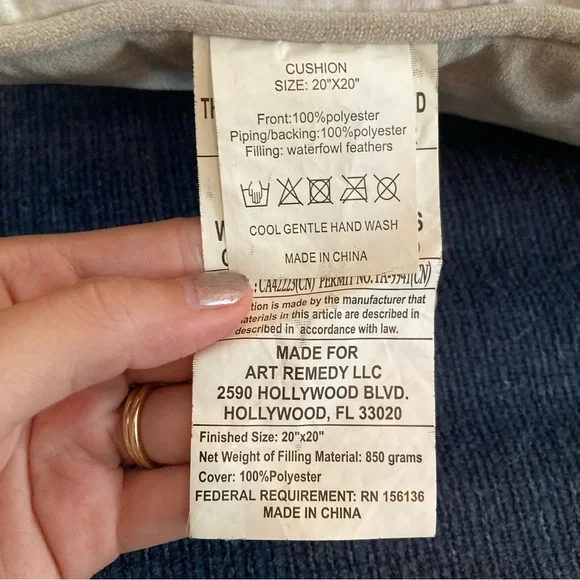 CUSHION
SIZE: 20"X20"
Front:100%polyester
Piping/backing:100%polyester
Filling: waterfowl feathers
COOL GENTLE HAND WASH
MADE IN CHINA
CA42223(CN) PERMIT NO.
is made by the manufacturer that
materials in this article are described in
described in accordance with law.
MADE FOR
ART REMEDY LLC
2590 HOLLYWOOD BLVD.
HOLLYWOOD, FL 33020
Finished Size: 20"x20"
Net Weight of Filling Material: 850 grams
Cover: 100%Polyester
FEDERAL REQUIREMENT: RN 156136
MADE IN CHINA